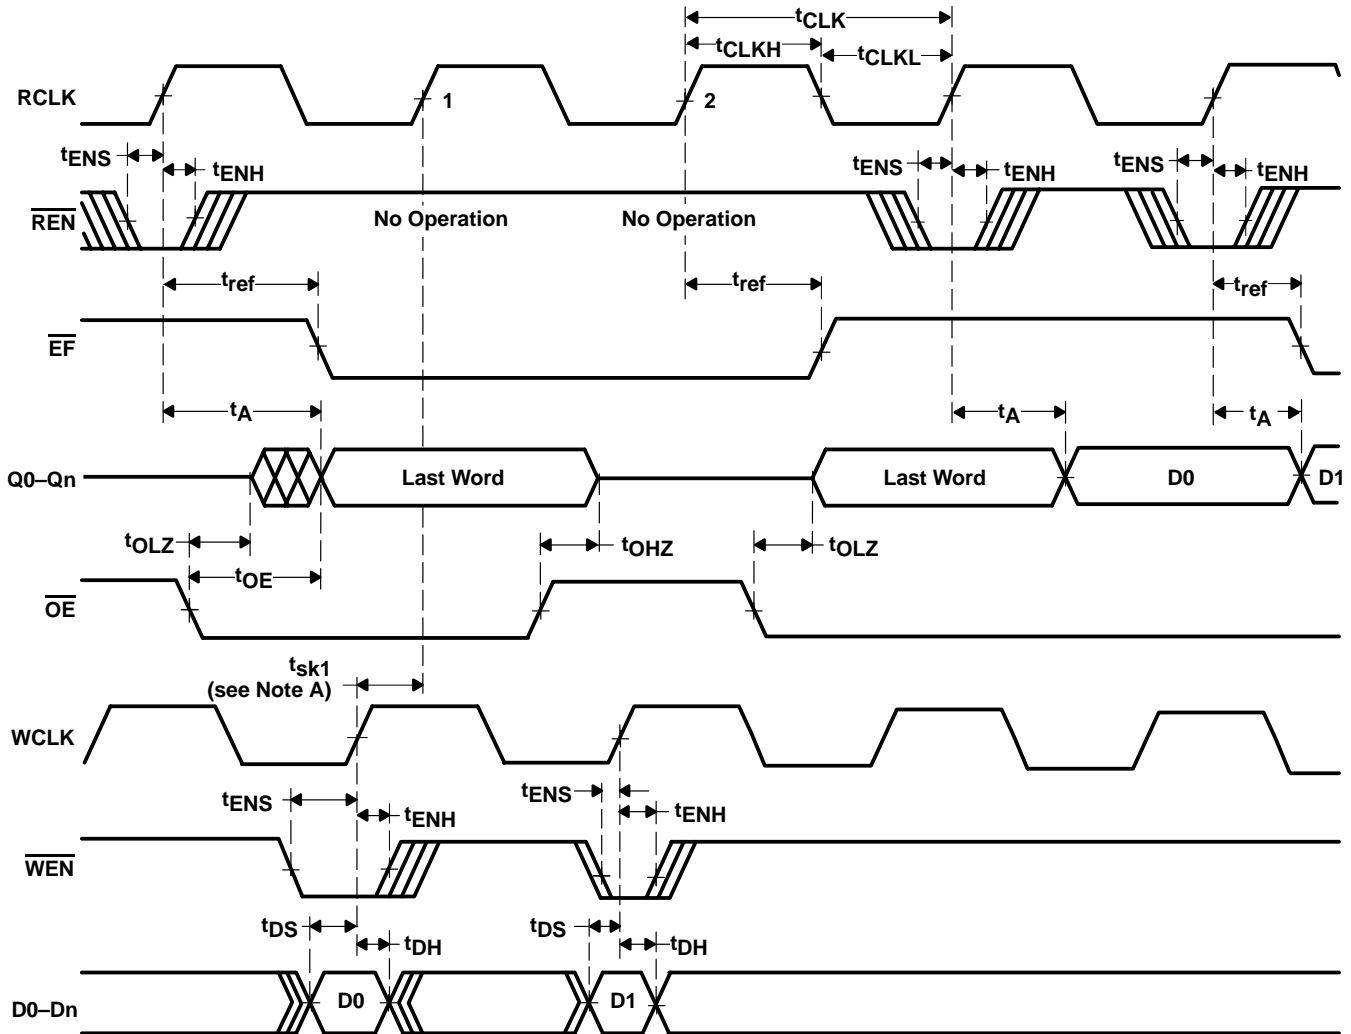 tCLK
tCLKH
tCLKL
RCLK
1
2
tENS
tENH
tENS
tENH
tENS
tENH
REN
No Operation
No Operation
tref
tref
tref
EF
tA
tA
tA
Q0–Qn
Last Word
Last Word
D0
D1
tOLZ
tOHZ
tOLZ
tOE
OE
tsk1
(see Note A)
WCLK
tENS
tENH
tENS
tENH
WEN
tDS
tDH
tDS
tDH
D0–Dn
D0
D1